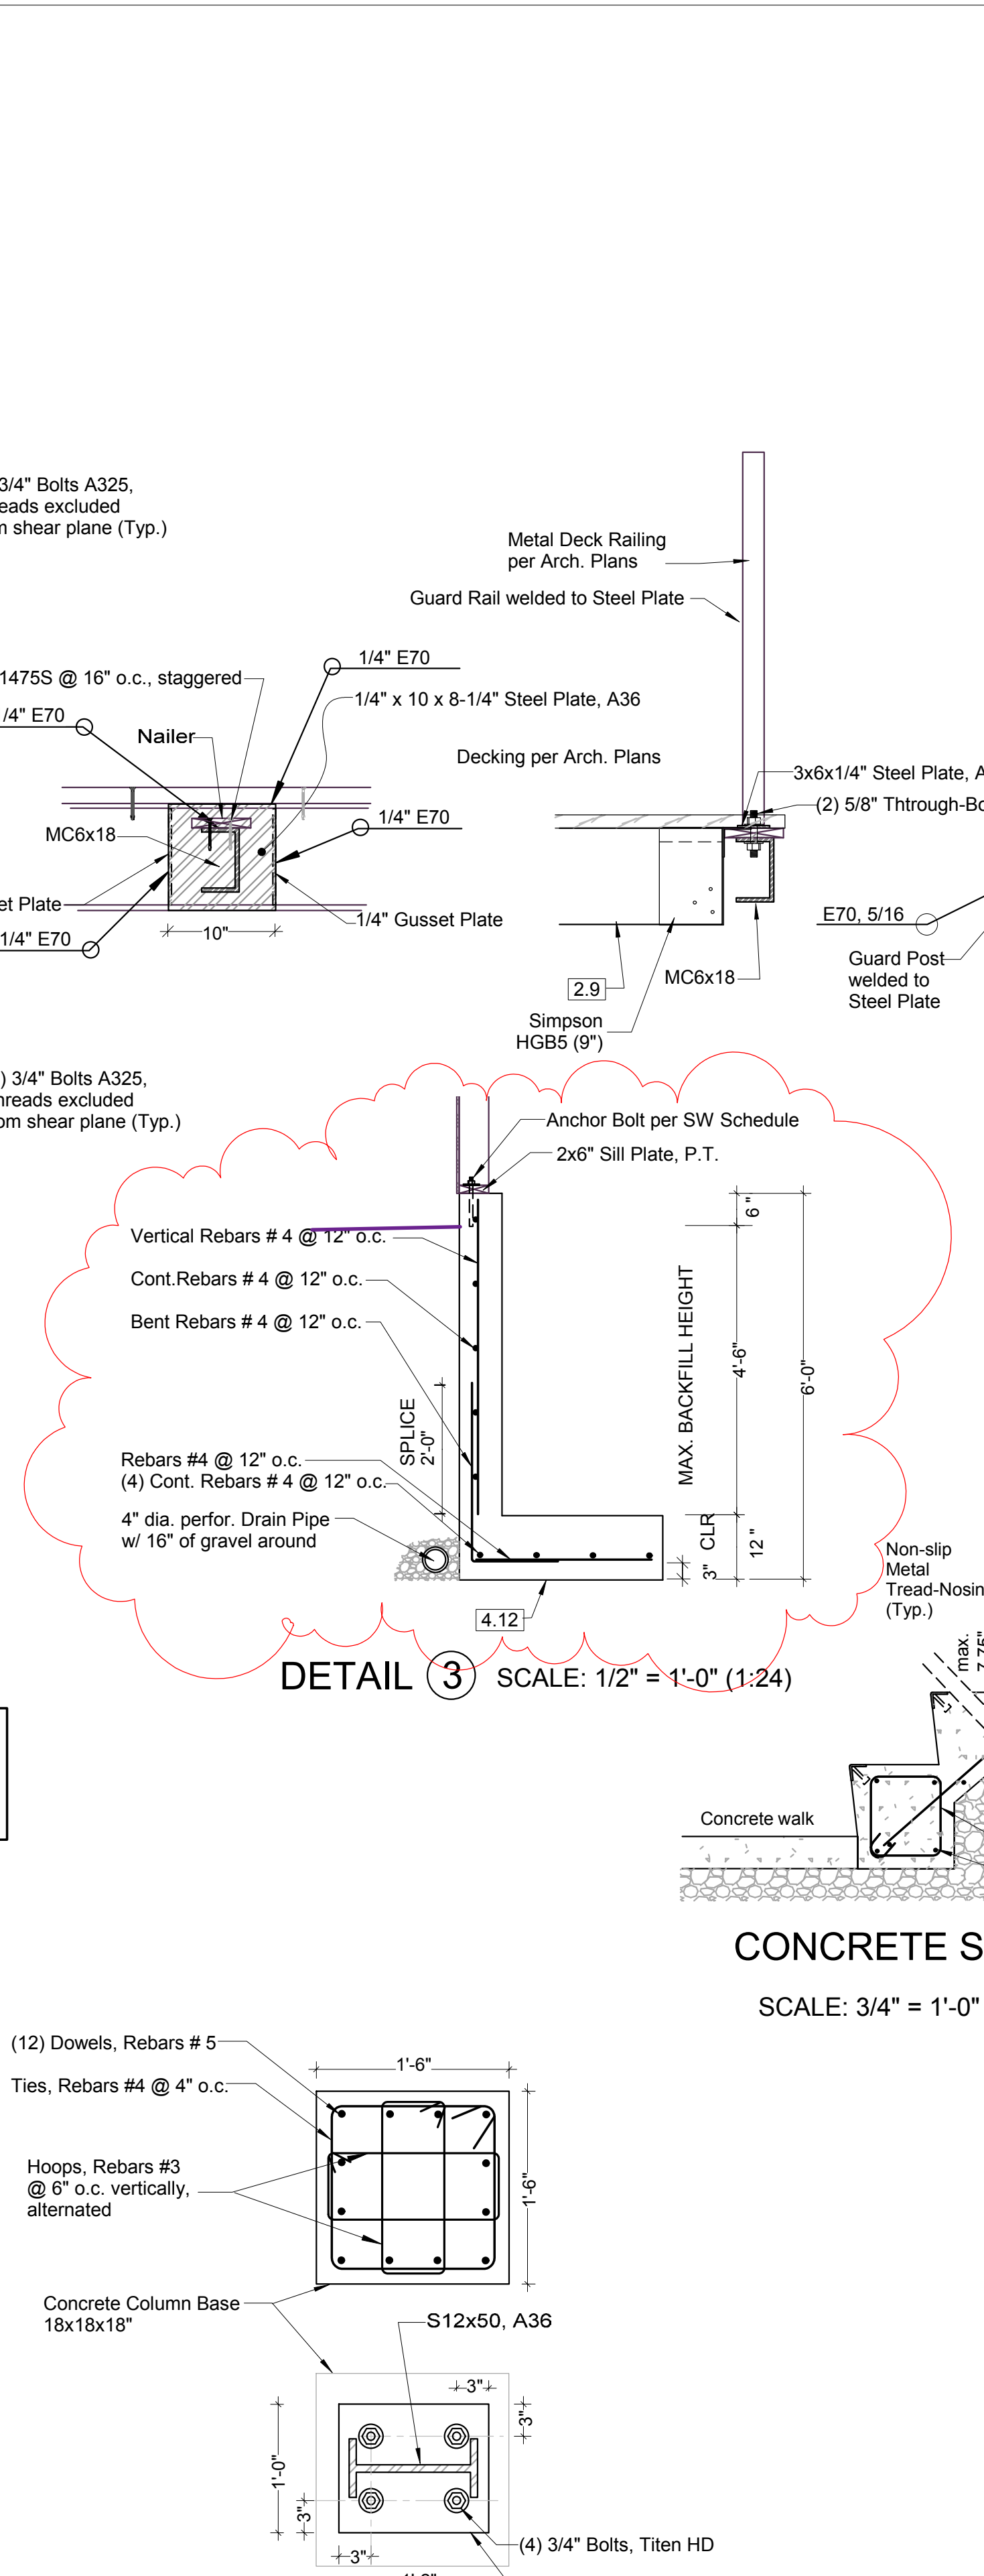 3/4" Bolts A325,
excluded
shear plane (Typ.)
Metal Deck Railing
per Arch. Plans
Guard Rail welded to Steel Plate
1/4" E70
1475S @ 16" o.c., staggered
1/4" x 10 x 8-1/4" Steel Plate, A36
/4" E70
Nailer
Decking per Arch. Plans
3x6x1/4" Steel Plate,
(2) 5/8"
1/4" E70
MC6x18
Plate
1/4" Gusset Plate
1/4" E70
10"
E70, 5/16
Guard Post
welded to
Steel Plate
MC6x18
2.9
Simpson
HGB5 (9")
) 3/4" Bolts A325,
excluded
shear plane (Typ.)
Anchor Bolt per SW Schedule
2x6" Sill Plate, P.T.
6 "
Vertical Rebars # 4 @ 12" o.c.
Cont.Rebars # 4 @ 12" o.c.
Bent Rebars # 4 @ 12" o.c.
MAX. BACKFILL HEIGHT
4'-6"
6'-0"
SPLICE
2'-0"
Rebars #4 @ 12" o.c.
(4) Cont. Rebars # 4 @ 12" o.c.
4" dia. perfor. Drain Pipe
w/ 16" of gravel around
3" CLR
12 "
4.12
DETAIL 3 SCALE: 1/2" = 1'-0" (1:24)
Non-slip
Metal
(Typ.)
max.
7.75"
Concrete walk
CONCRETE
SCALE: 3/4" = 1'-0"
(12) Dowels, Rebars # 5
1'-6"
Ties, Rebars #4 @ 4" o.c.
Hoops, Rebars #3
@ 6" o.c. vertically,
alternated
1'-6"
Concrete Column Base
18x18x18"
S12x50, A36
3"
3"
1'-0"
3"
3"
(4) 3/4" Bolts, Titen HD